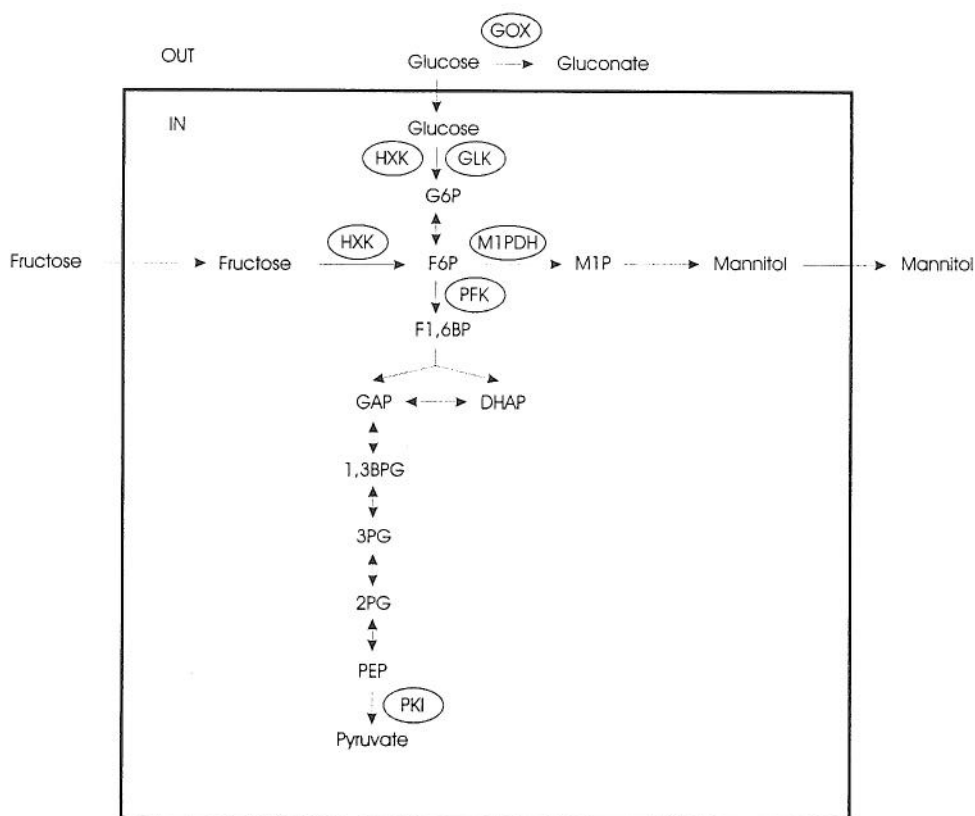 GOX
OUT
Glucose
Gluconate
IN
Glucose
HXK
GLK
G6P
HXK
M1PDH
Fructose
Fructose
F6P
M1P
Mannitol
Mannitol
PFK
F1,6BP
GAP
DHAP
1,3BPG
3PG
2PG
PEP
PKI
Pyruvate